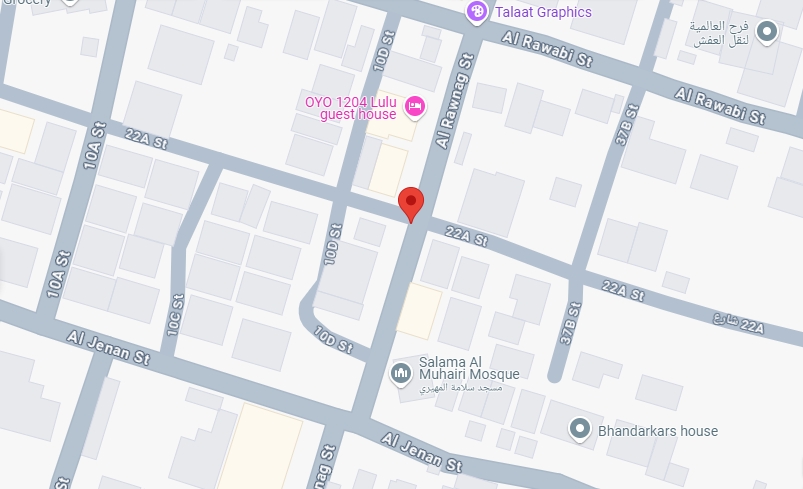 Grocery
Talaat Graphics
10D St
Al Rawabi St
فرح العالمية
لنقل العفش
Al Rawnag St
OYO 1204 Lulu
guest house
Al Rawabi St
37B St
22A St
10A St
22A St
10D St
10A St
22A St
10C St
37B St
شارع 22A
10D St
Al Jenan St
Salama Al
Muhairi Mosque
مسجد سلامة المهيري
Al Jenan St
Bhandarkars house
nag St
St